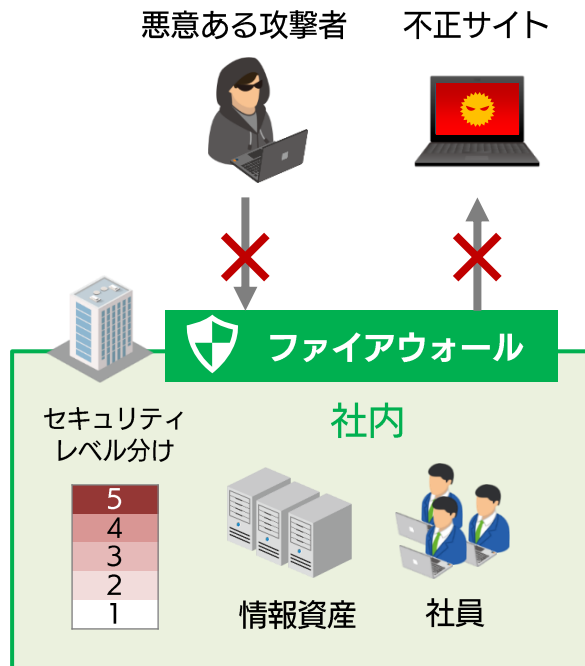 悪意ある攻撃者
不正サイト
ファイアウォール
社内
セキュリティ
レベル分け
5
4
3
2
1
情報資産
社員